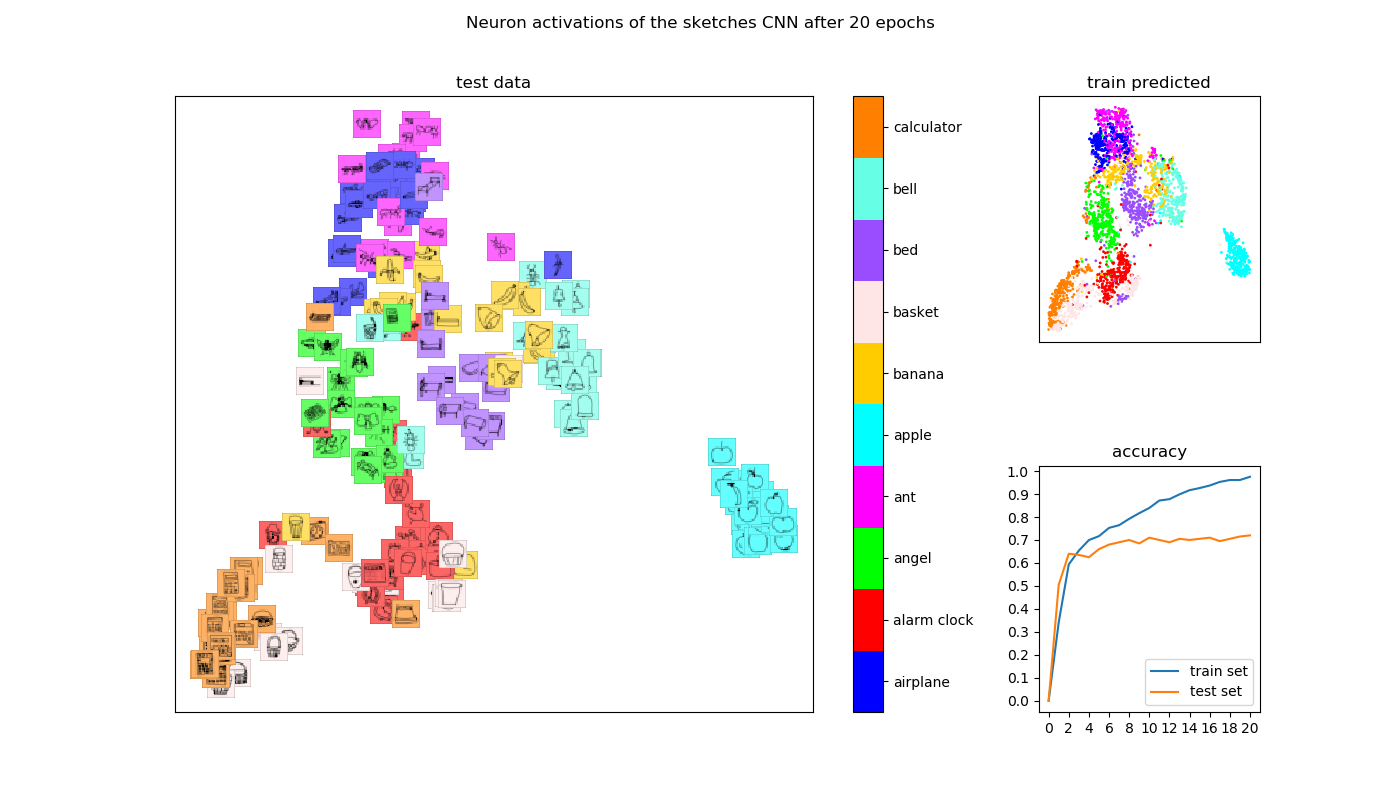 Neuron activations of the sketches CNN after 20 epochs
test data
calculator
bell
bed
basket
banana
apple
ant
angel
alarm clock
airplane
train predicted
accuracy
1.0
0.9
0.8
0.7
0.6
0.5
0.4
0.3
0.2
0.1
0.0
train set
test set
0 2 4 6 8 10 12 14 16 18 20